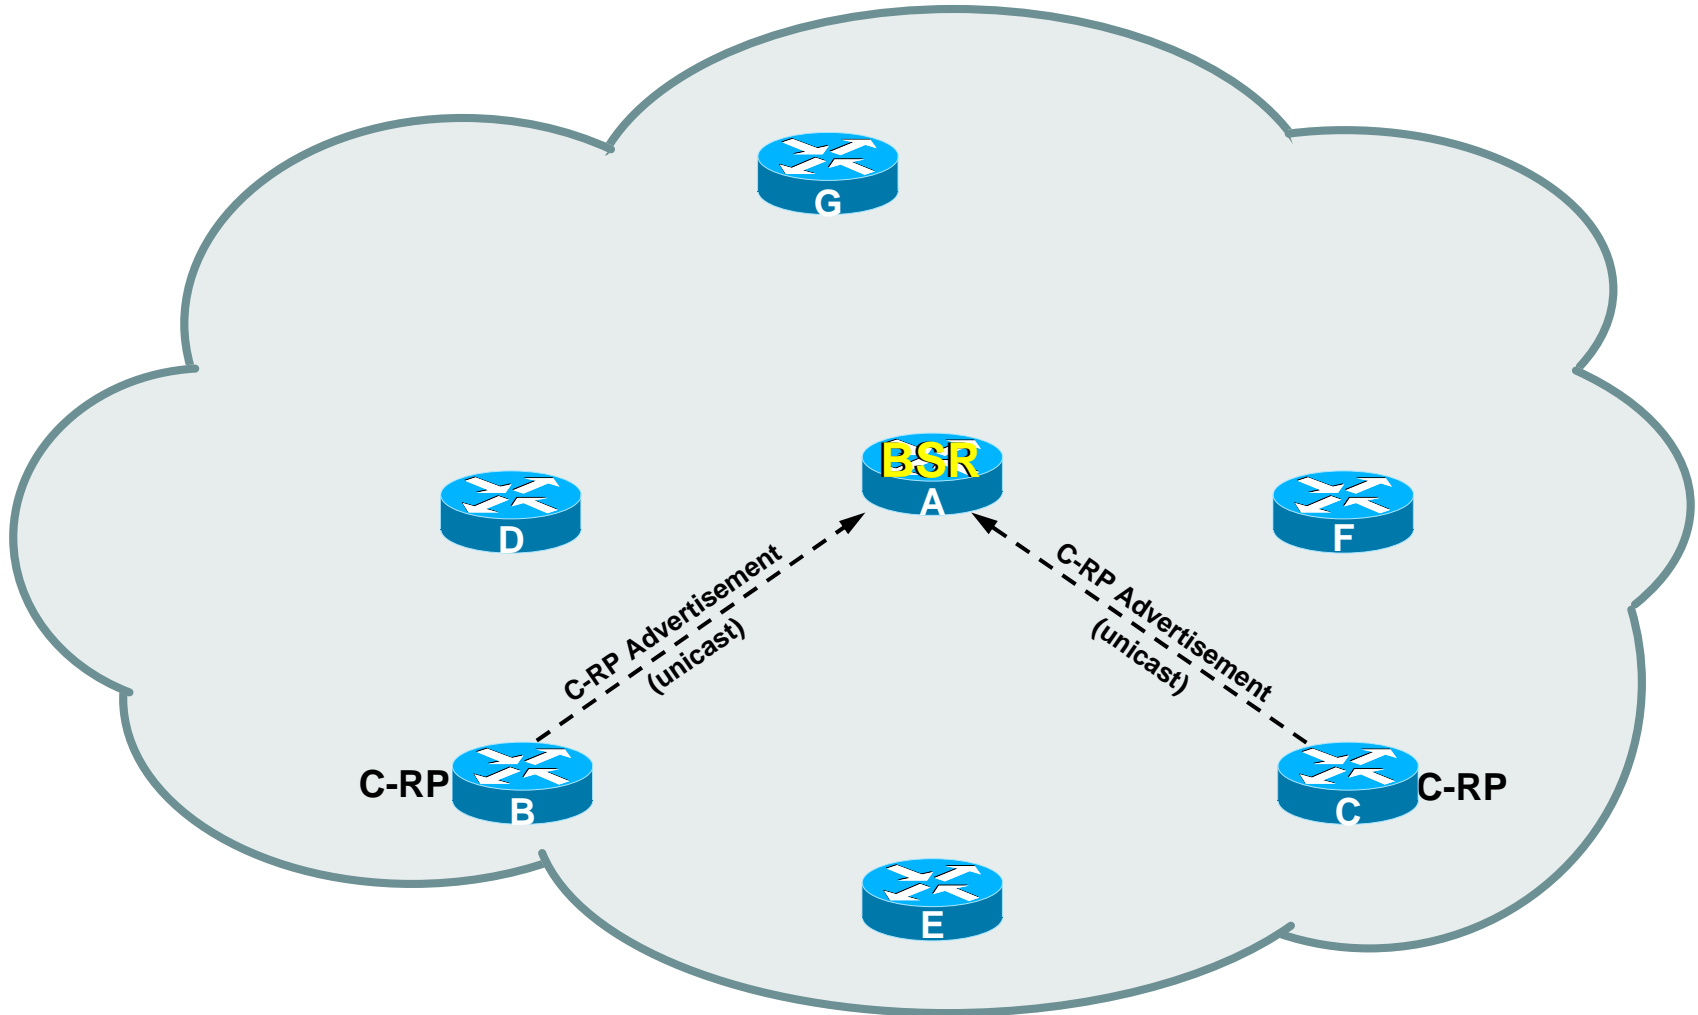 G
BSR
A
D
F
C-RP Advertisement
(unicast)
C-RP Advertisement
(unicast)
C-RP
B
C
C-RP
E